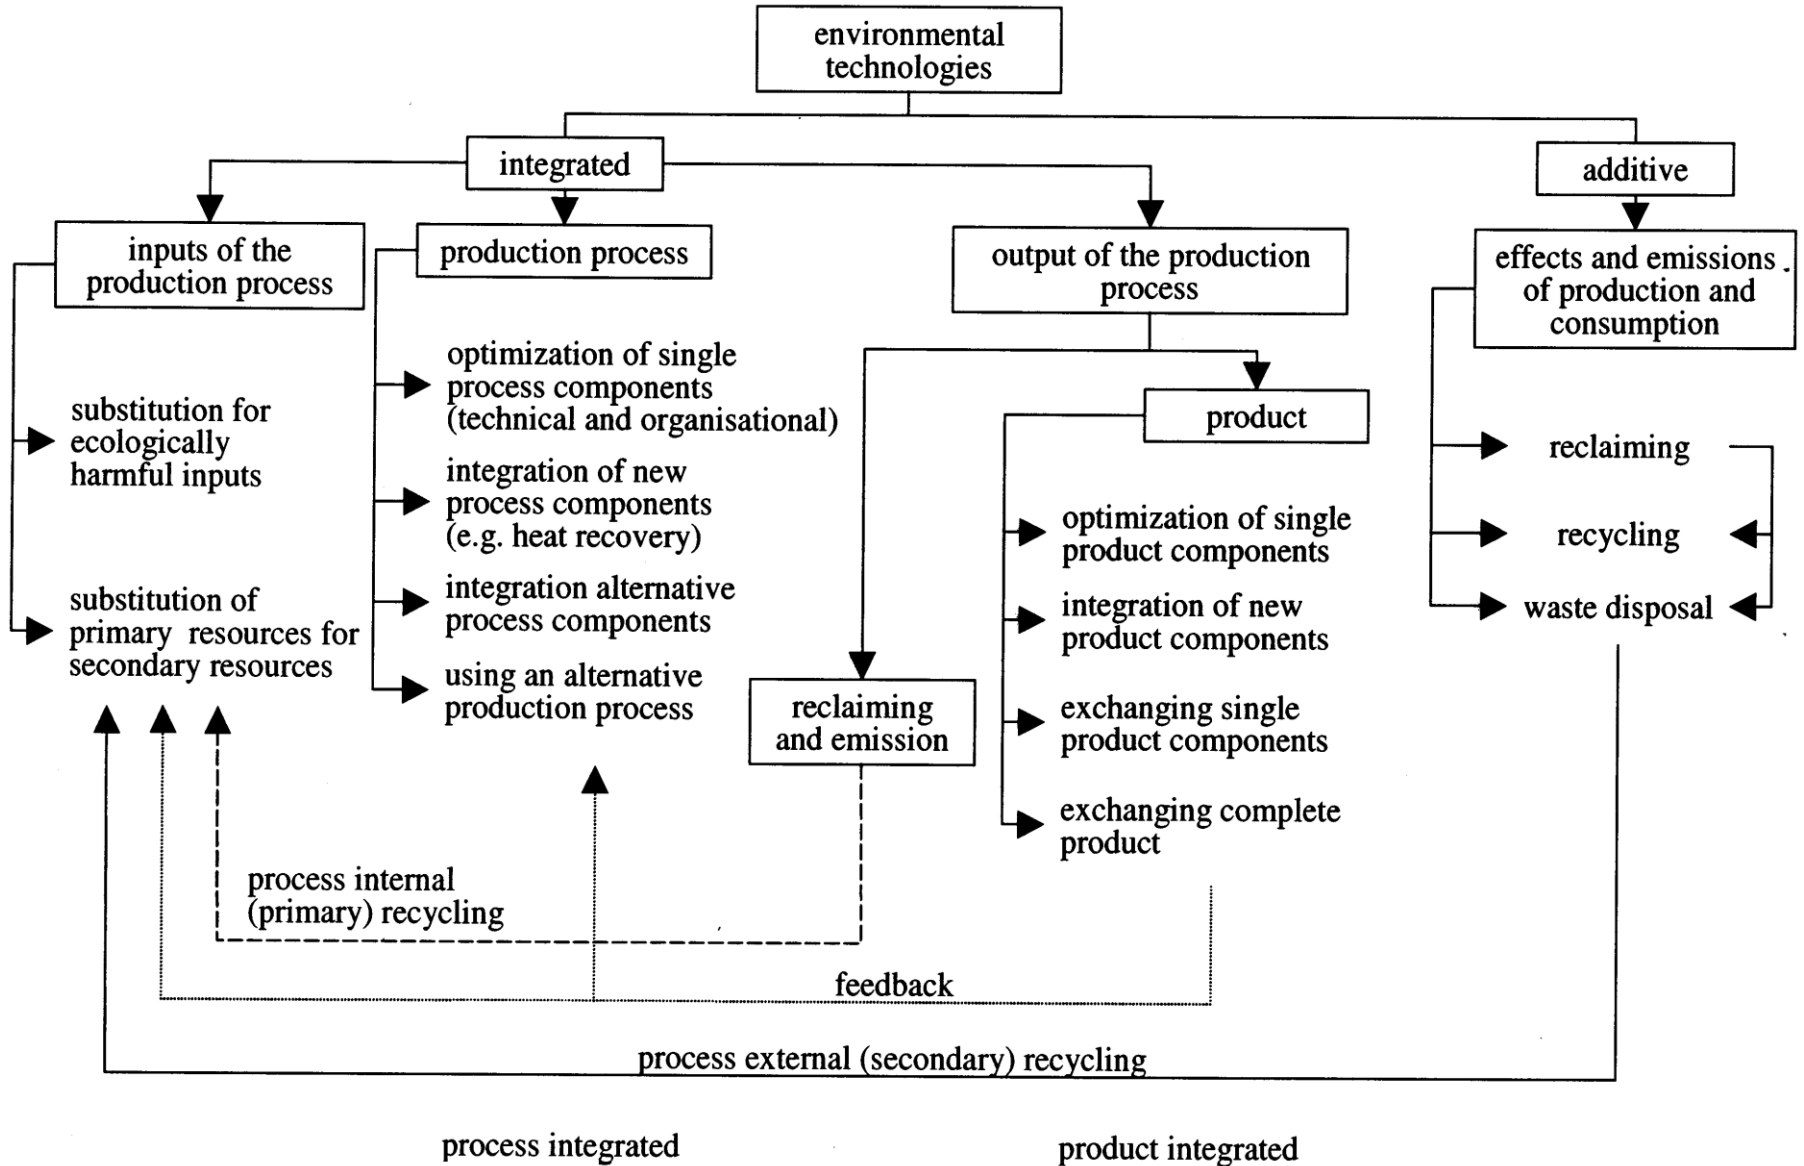 environmental
technologies
integrated
additive
inputs of the
production process
production process
output of the production
process
effects and emissions
of production and
consumption
substitution for
ecologically
harmful inputs
substitution of
primary resources for
secondary resources
optimization of single
process components
(technical and organisational)
integration of new
process components
(e.g. heat recovery)
integration alternative
process components
using an alternative
production process
reclaiming
and emission
product
optimization of single
product components
integration of new
product components
exchanging single
product components
exchanging complete
product
reclaiming
recycling
waste disposal
process internal
(primary) recycling
feedback
process external (secondary) recycling
process integrated
product integrated